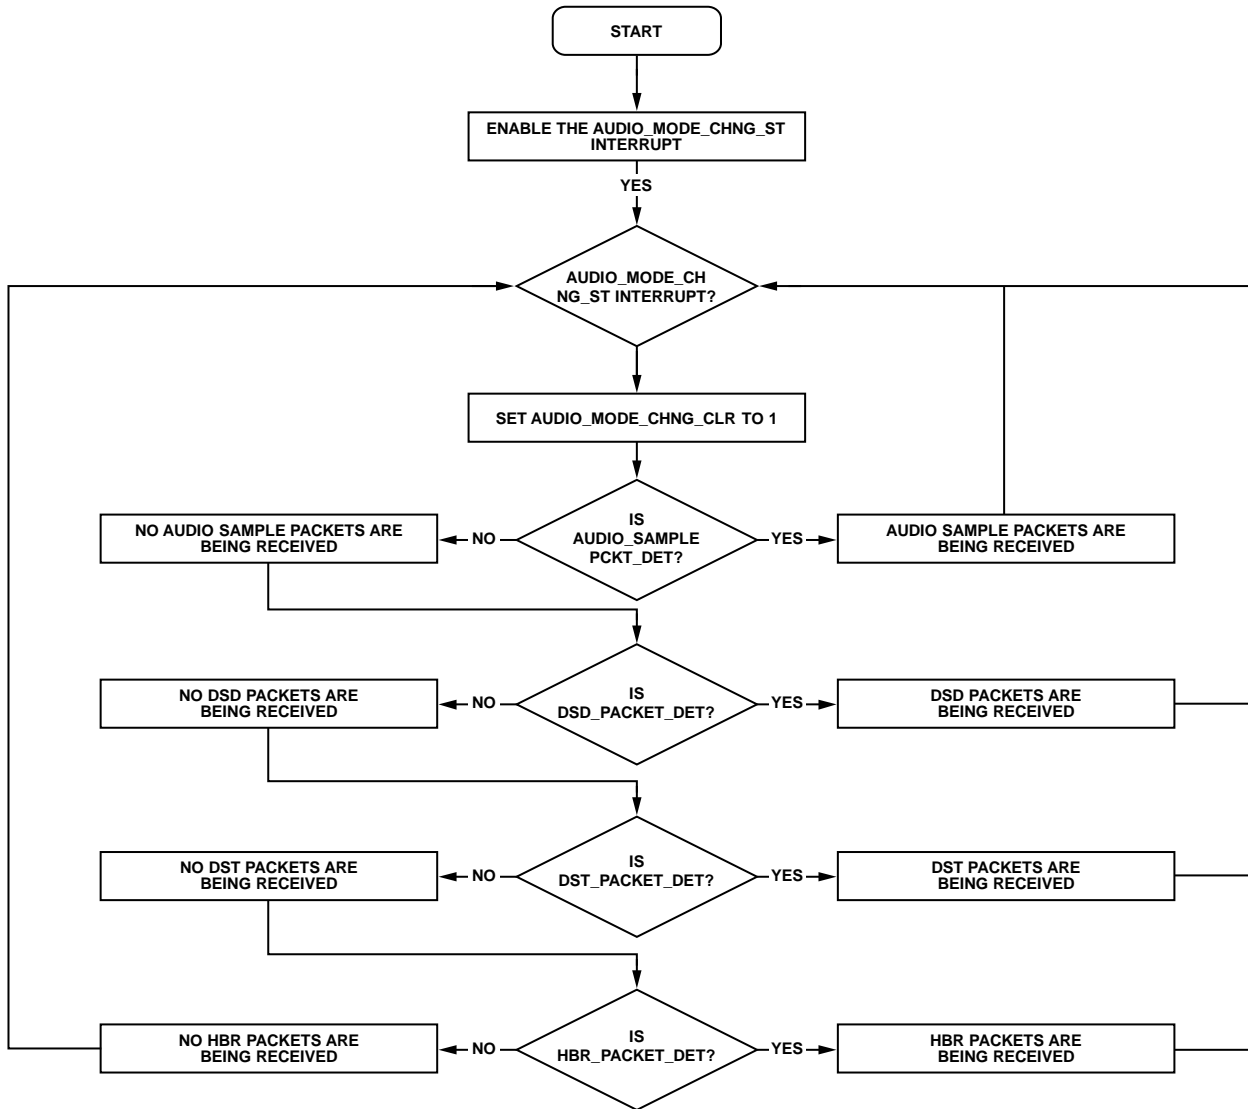 START
ENABLE THE AUDIO_MODE_CHNG_ST
INTERRUPT
YES
AUDIO_MODE_CH
NG_ST INTERRUPT?
SET AUDIO_MODE_CHNG_CLR TO 1
NO AUDIO SAMPLE PACKETS ARE
BEING RECEIVED
NO
IS
AUDIO_SAMPLE
PCKT_DET?
YES
AUDIO SAMPLE PACKETS ARE
BEING RECEIVED
NO DSD PACKETS ARE
BEING RECEIVED
NO
IS
DSD_PACKET_DET?
YES
DSD PACKETS ARE
BEING RECEIVED
NO DST PACKETS ARE
BEING RECEIVED
NO
IS
DST_PACKET_DET?
YES
DST PACKETS ARE
BEING RECEIVED
NO HBR PACKETS ARE
BEING RECEIVED
NO
IS
HBR_PACKET_DET?
YES
HBR PACKETS ARE
BEING RECEIVED